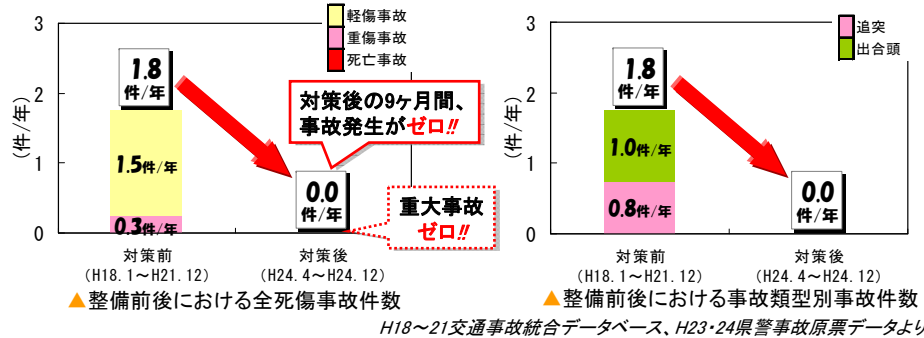 3
2
1
0
(件/年)
軽傷事故
重傷事故
死亡事故
1.8
件/年
1.5件/年
0.3件/年
対策後の9ヶ月間、
事故発生がゼロ!!
0.0
件/年
重大事故
ゼロ!!
対策前
(H18.1~H21.12)
対策後
(H24.4~H24.12)
▲整備前後における全死傷事故件数
3
2
1
0
(件/年)
追突
出合頭
1.8
件/年
1.0件/年
0.8件/年
0.0
件/年
対策前
(H18.1~H21.12)
対策後
(H24.4~H24.12)
▲整備前後における事故類型別事故件数
H18~21交通事故統合データベース、H23・24県警事故原票データより